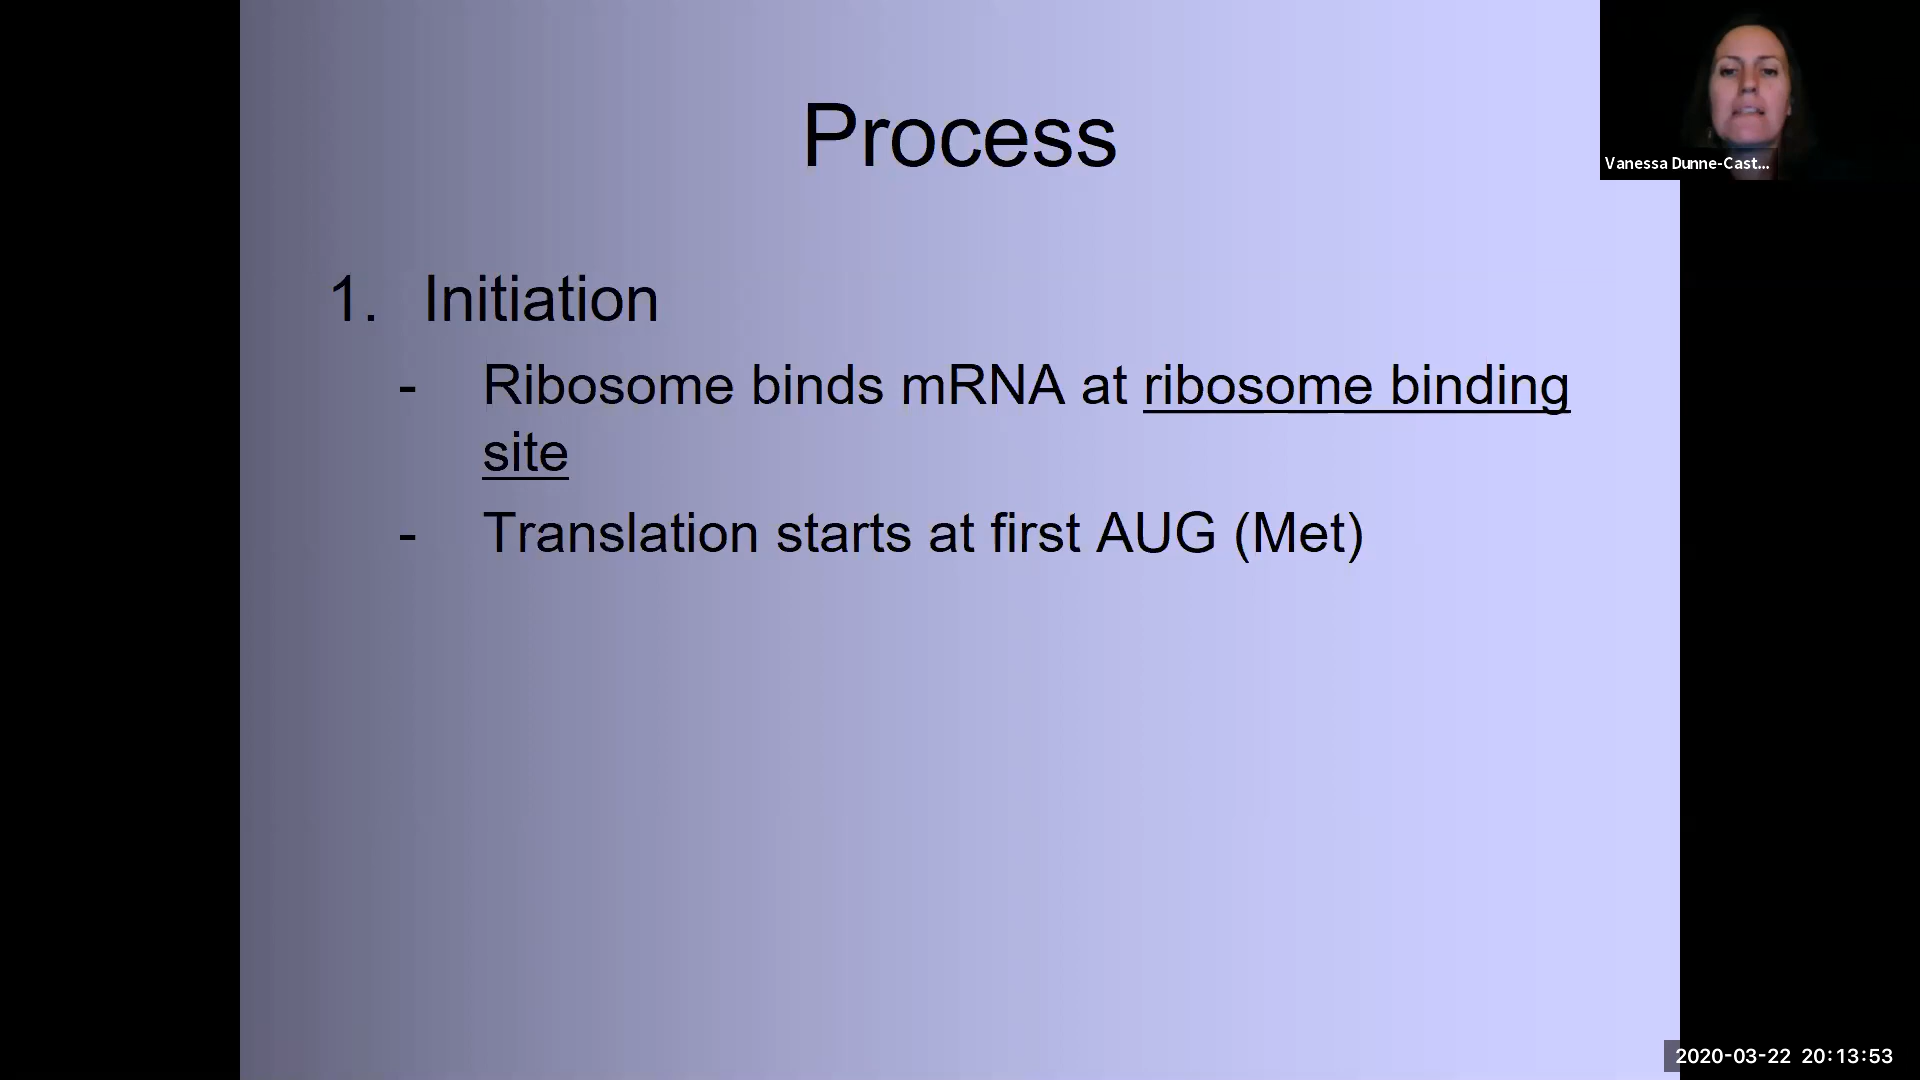 Process
1. Initiation
- Ribosome binds mRNA at ribosome binding
site
- Translation starts at first AUG (Met)
Vanessa Dunne-Cast...
2020-03-22 20:13:53